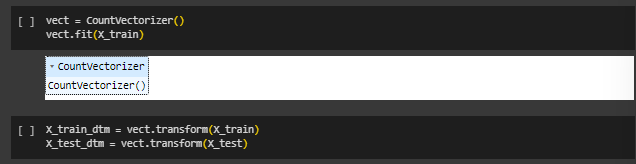 [ ] vect = CountVectorizer()
vect.fit(X_train)
▾ CountVectorizer
CountVectorizer()
[ ] X_train_dtm = vect.transform(X_train)
X_test_dtm = vect.transform(X_test)